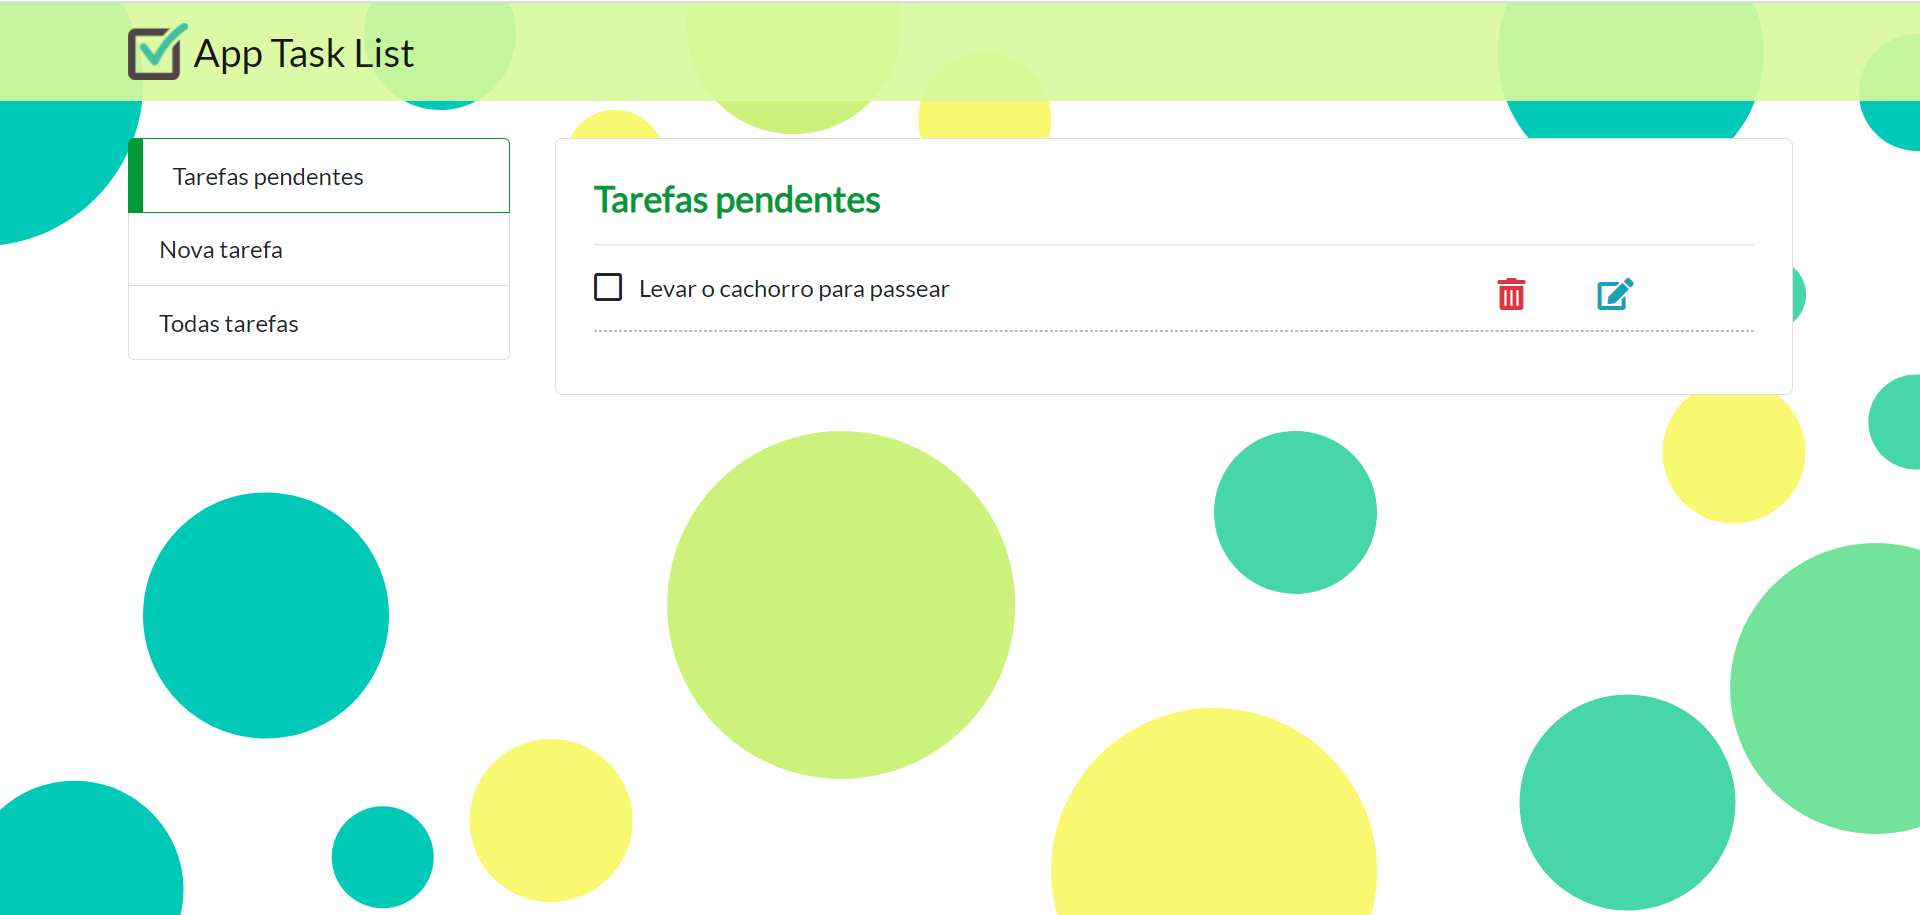 App Task List
Tarefas pendentes
Nova tarefa
Todas tarefas
Tarefas pendentes
Levar o cachorro para passear